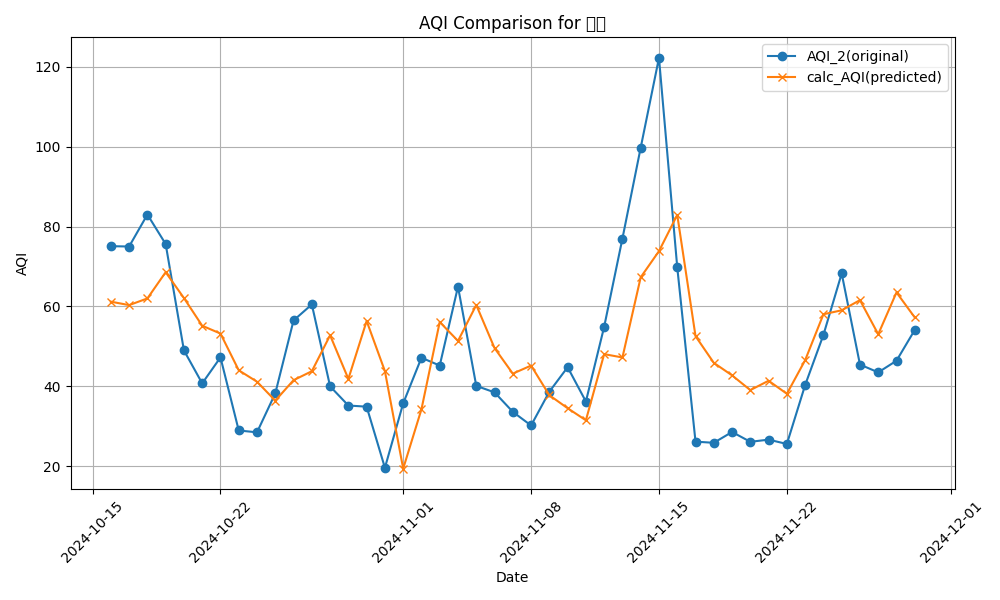 AQI Comparison for
AQI_2(original)
calc_AQI(predicted)
AQI
120
100
80
60
40
20
2024-10-15
2024-10-22
2024-11-01
2024-11-08
2024-11-15
2024-11-22
2024-12-01
Date